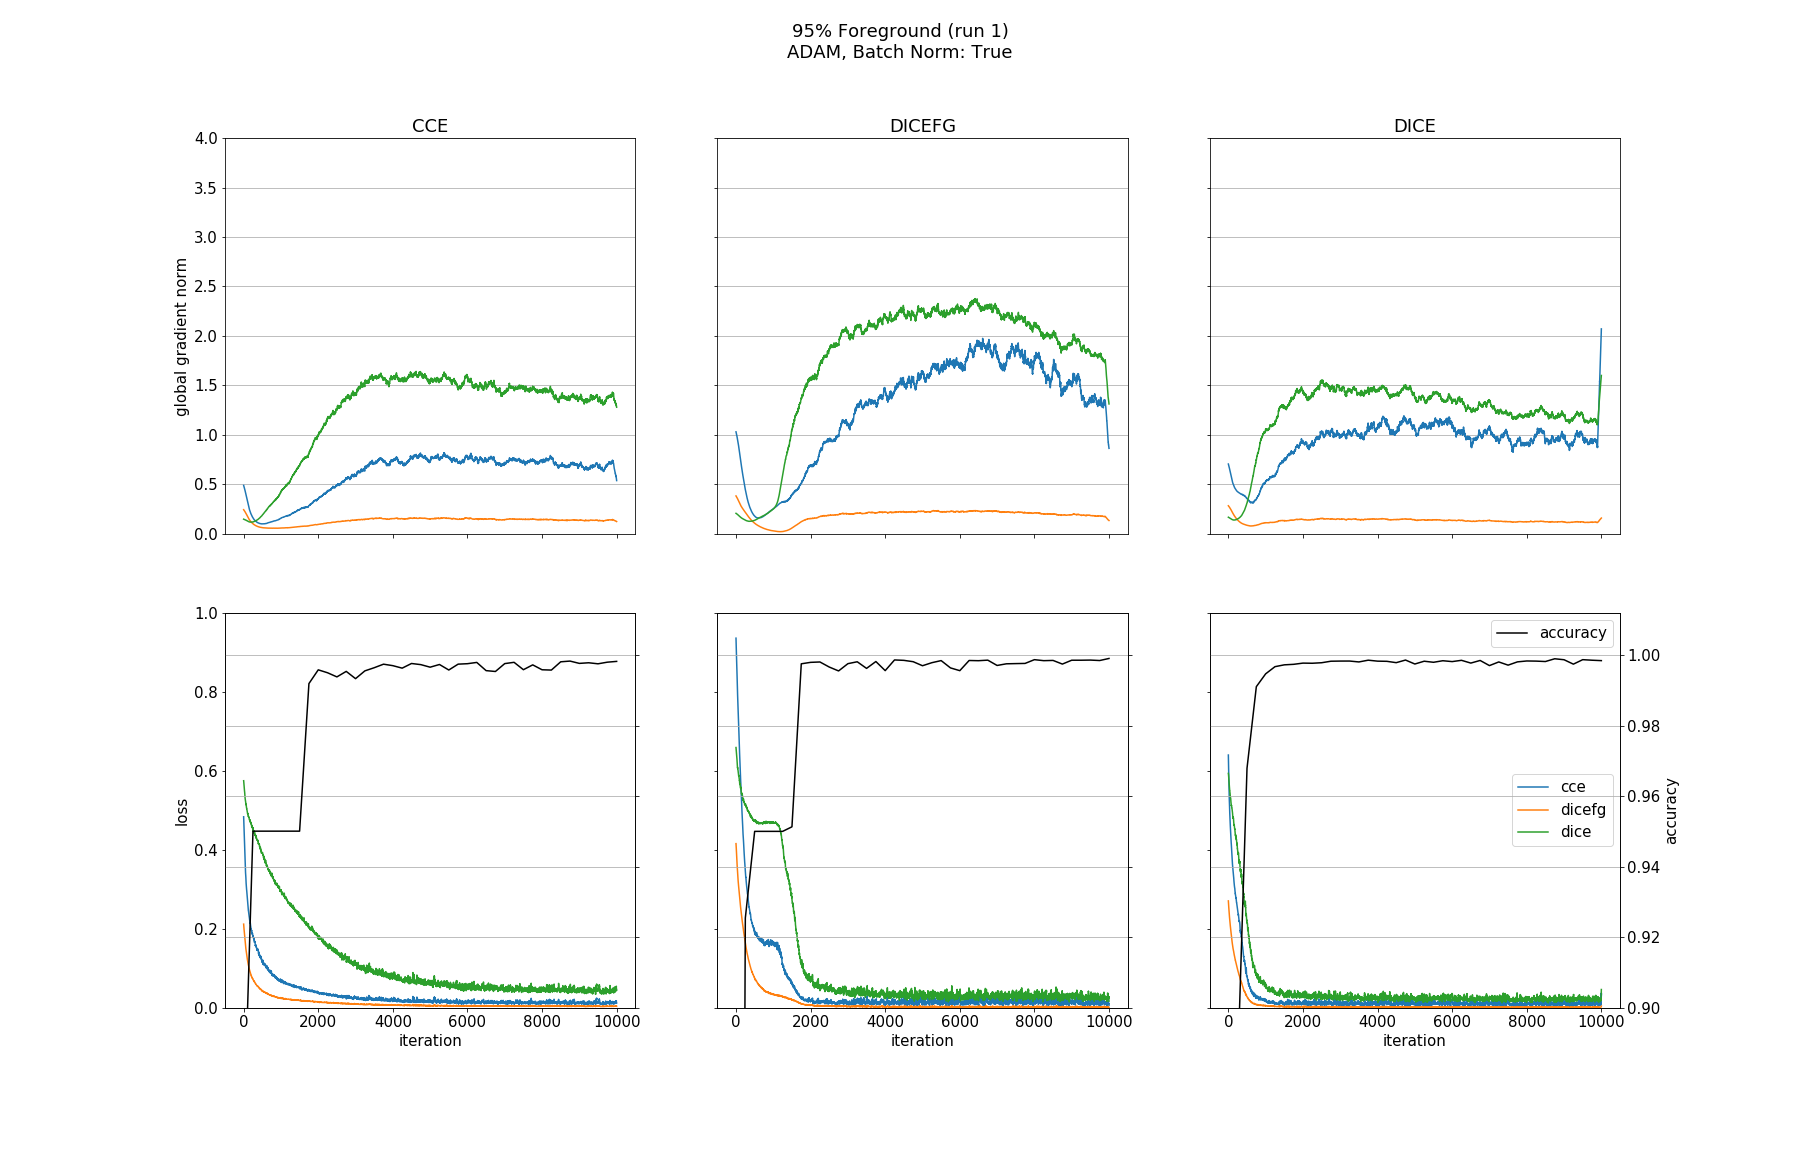 95% Foreground (run 1)
ADAM, Batch Norm: True
CCE
DICEFG
DICE
4.0
3.5
3.0
2.5
2.0
1.5
1.0
0.5
0.0
global gradient norm
1.0
0.8
0.6
0.4
0.2
0.0
loss
0 2000 4000 6000 8000 10000
iteration
0 2000 4000 6000 8000 10000
iteration
accuracy
cce
dicefg
dice
1.00
0.98
0.96
0.94
0.92
0.90
accuracy
0 2000 4000 6000 8000 10000
iteration